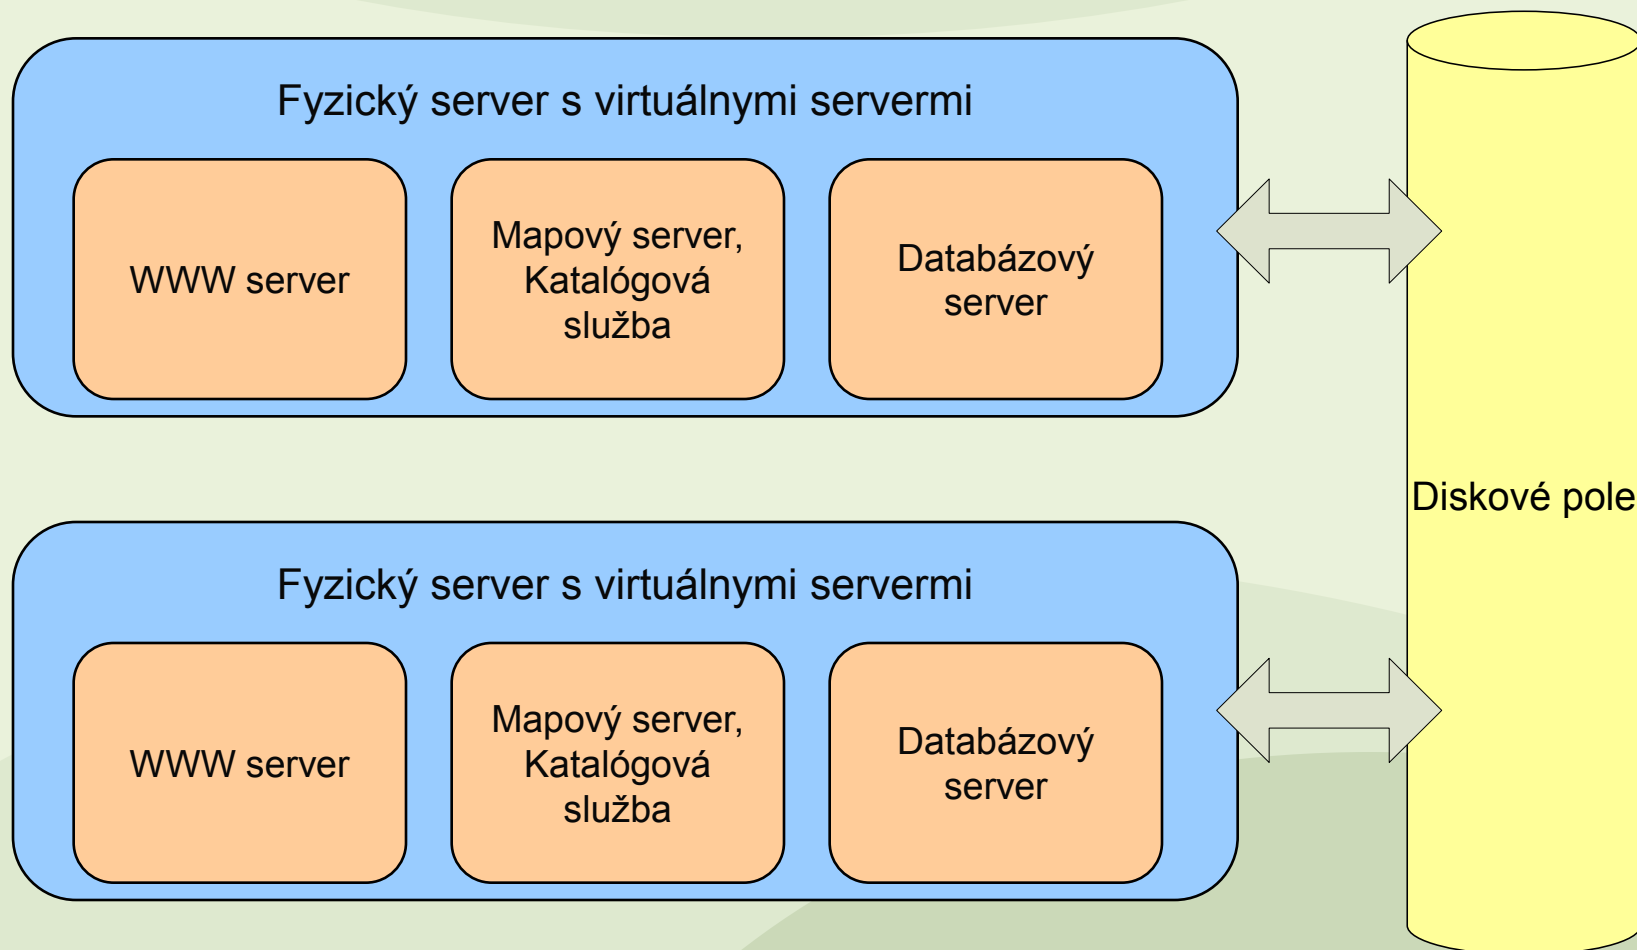 Fyzický server s virtuálnymi servermi
WWW server
Mapový server,
Katalógová
služba
Databázový
server
Diskové pole
Fyzický server s virtuálnymi servermi
WWW server
Mapový server,
Katalógová
služba
Databázový
server